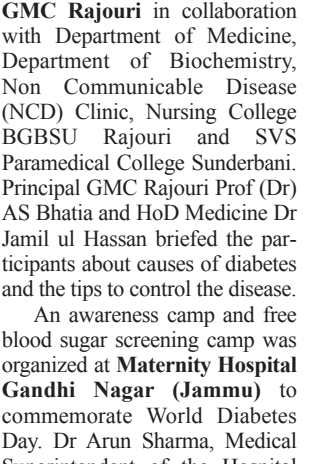 GMC Rajouri in collaboration
with Department of Medicine,
Department of Biochemistry,
Non Communicable Disease
(NCD) Clinic, Nursing College
BGBSU Rajouri and SVS
Paramedical College Sunderbani.
Principal GMC Rajouri Prof (Dr)
AS Bhatia and HoD Medicine Dr
Jamil ul Hassan briefed the par-
ticipants about causes of diabetes
and the tips to control the disease.
An awareness camp and free
blood sugar screening camp was
organized at Maternity Hospital
Gandhi Nagar (Jammu) to
commemorate World Diabetes
Day. Dr Arun Sharma, Medical
Superintendent of the Hospital